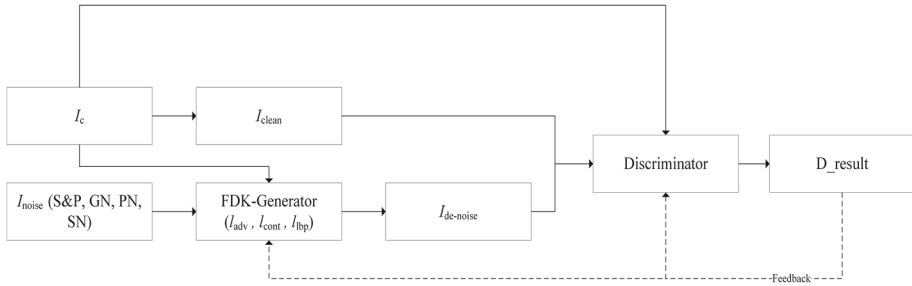 I_c
I_clean
Discriminator
D_result
I_noise (S&P, GN, PN,
SN)
FDK-Generator
(l_adv , l_cont , l_lbp)
I_de-noise
Feedback